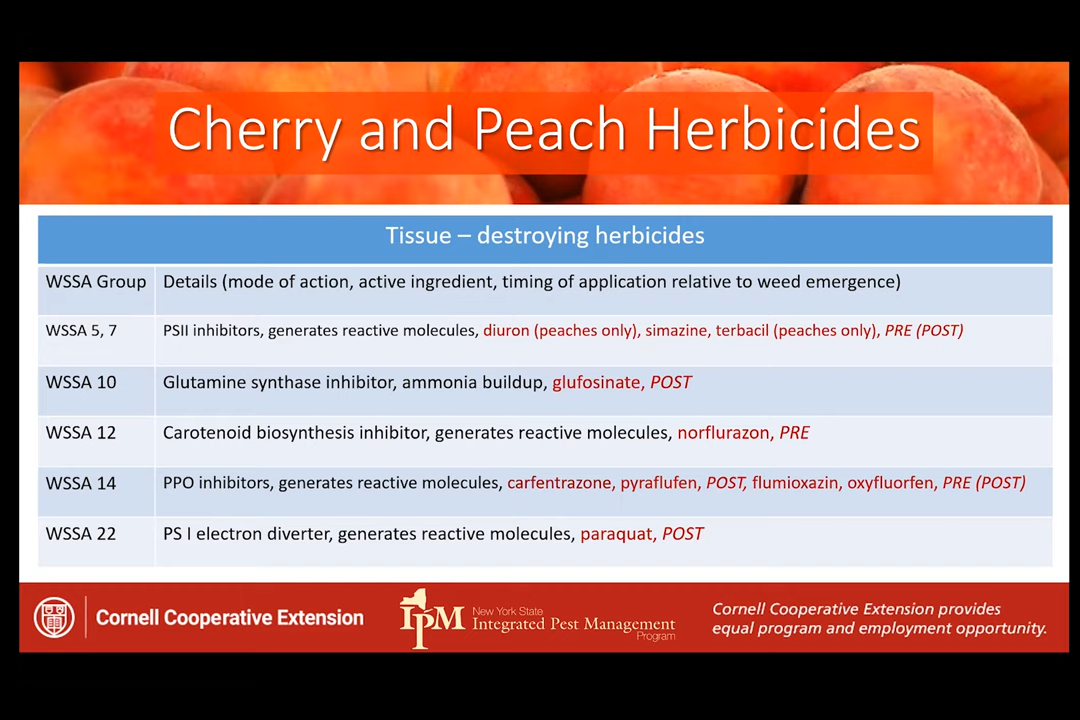 Cherry and Peach Herbicides
Tissue – destroying herbicides
WSSA Group Details (mode of action, active ingredient, timing of application relative to weed emergence)
WSSA 5, 7 PSII inhibitors, generates reactive molecules, diuron (peaches only), simazine, terbacil (peaches only), PRE (POST)
WSSA 10 Glutamine synthase inhibitor, ammonia buildup, glufosinate, POST
WSSA 12 Carotenoid biosynthesis inhibitor, generates reactive molecules, norflurazon, PRE
WSSA 14 PPO inhibitors, generates reactive molecules, carfentrazone, pyraflufen, POST, flumioxazin, oxyfluorfen, PRE (POST)
WSSA 22 PS I electron diverter, generates reactive molecules, paraquat, POST
Cornell Cooperative Extension
IPM
New York State
Integrated Pest Management
Program
Cornell Cooperative Extension provides
equal program and employment opportunity.